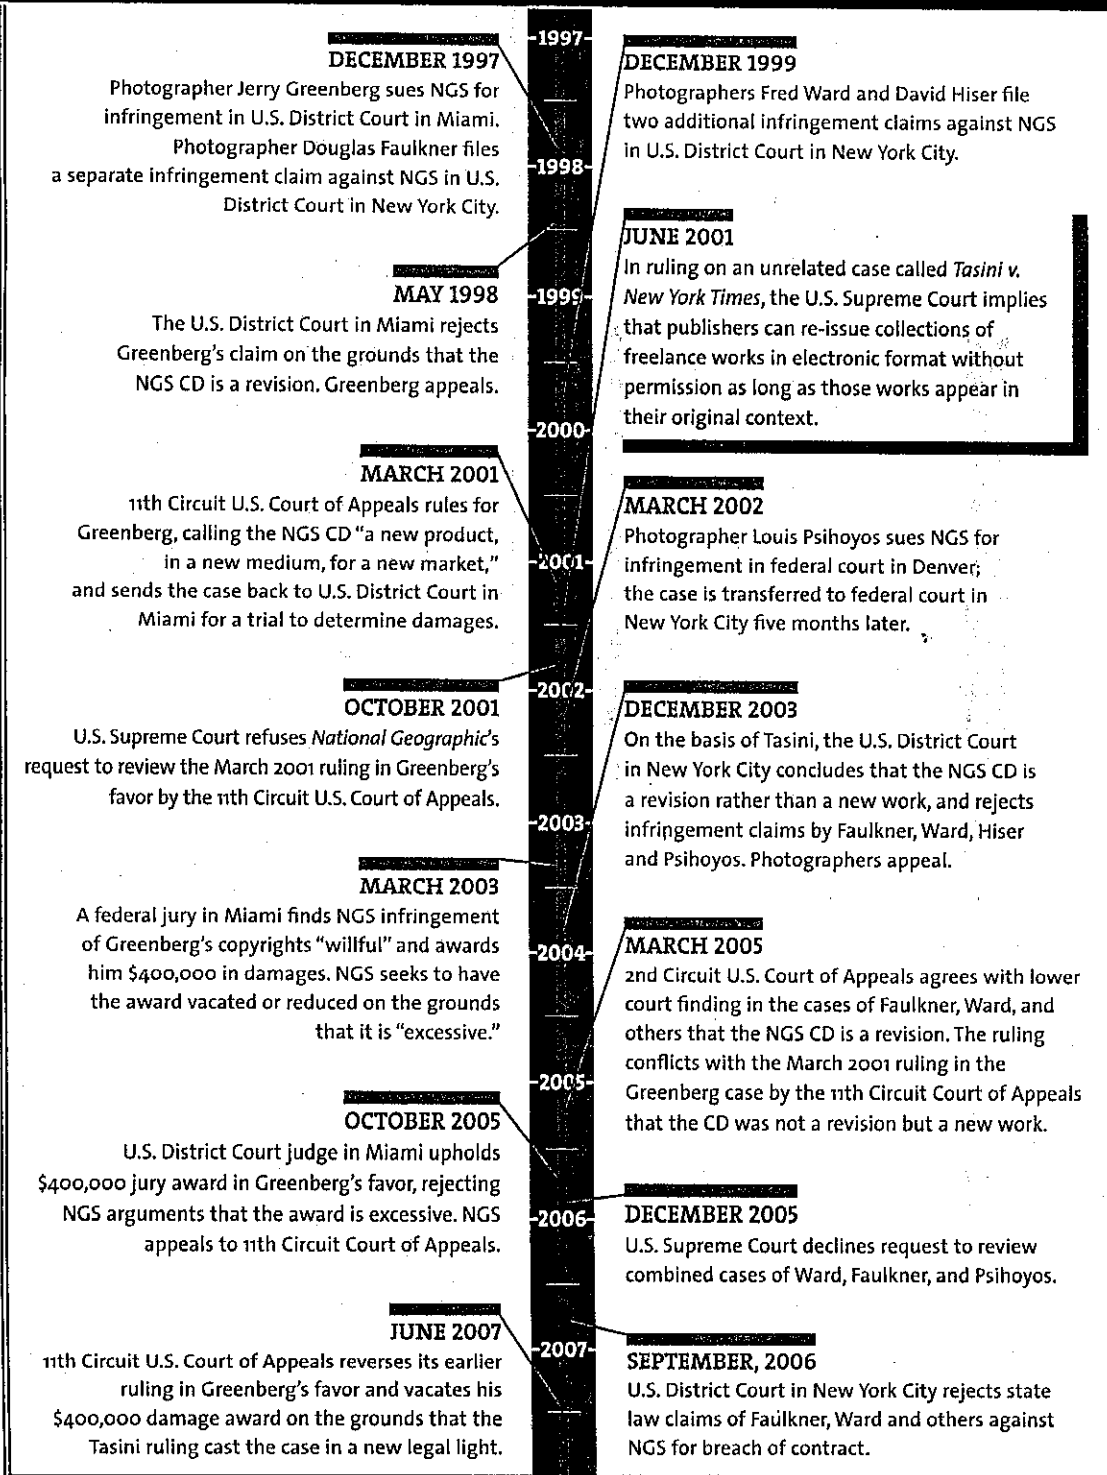 DECEMBER 1997
Photographer Jerry Greenberg sues NGS for
infringement in U.S. District Court in Miami.
Photographer Douglas Faulkner files
a separate infringement claim against NGS in U.S.
District Court in New York City.
MAY 1998
The U.S. District Court in Miami rejects
Greenberg's claim on the grounds that the
NGS CD is a revision. Greenberg appeals.
MARCH 2001
11th Circuit U.S. Court of Appeals rules for
Greenberg, calling the NGS CD "a new product,
in a new medium, for a new market,"
and sends the case back to U.S. District Court in
Miami for a trial to determine damages.
OCTOBER 2001
U.S. Supreme Court refuses National Geographic's
request to review the March 2001 ruling in Greenberg's
favor by the 11th Circuit U.S. Court of Appeals.
MARCH 2003
A federal jury in Miami finds NGS infringement
of Greenberg's copyrights "willful" and awards
him $400,000 in damages. NGS seeks to have
the award vacated or reduced on the grounds
that it is "excessive."
OCTOBER 2005
U.S. District Court judge in Miami upholds
$400,000 jury award in Greenberg's favor, rejecting
NGS arguments that the award is excessive. NGS
appeals to 11th Circuit Court of Appeals.
JUNE 2007
11th Circuit U.S. Court of Appeals reverses its earlier
ruling in Greenberg's favor and vacates his
$400,000 damage award on the grounds that the
Tasini ruling cast the case in a new legal light.
1997
1998
1999
2000
2001
2002
2003
2004
2005
2006
2007
DECEMBER 1999
Photographers Fred Ward and David Hiser file
two additional infringement claims against NGS
in U.S. District Court in New York City.
JUNE 2001
In ruling on an unrelated case called Tasini v.
New York Times, the U.S. Supreme Court implies
that publishers can re-issue collections of
freelance works in electronic format without
permission as long as those works appear in
their original context.
MARCH 2002
Photographer Louis Psihoyos sues NGS for
infringement in federal court in Denver;
the case is transferred to federal court in
New York City five months later.
DECEMBER 2003
On the basis of Tasini, the U.S. District Court
in New York City concludes that the NGS CD is
a revision rather than a new work, and rejects
infringement claims by Faulkner, Ward, Hiser
and Psihoyos. Photographers appeal.
MARCH 2005
2nd Circuit U.S. Court of Appeals agrees with lower
court finding in the cases of Faulkner, Ward, and
others that the NGS CD is a revision. The ruling
conflicts with the March 2001 ruling in the
Greenberg case by the 11th Circuit Court of Appeals
that the CD was not a revision but a new work.
DECEMBER 2005
U.S. Supreme Court declines request to review
combined cases of Ward, Faulkner, and Psihoyos.
SEPTEMBER, 2006
U.S. District Court in New York City rejects state
law claims of Faulkner, Ward and others against
NGS for breach of contract.